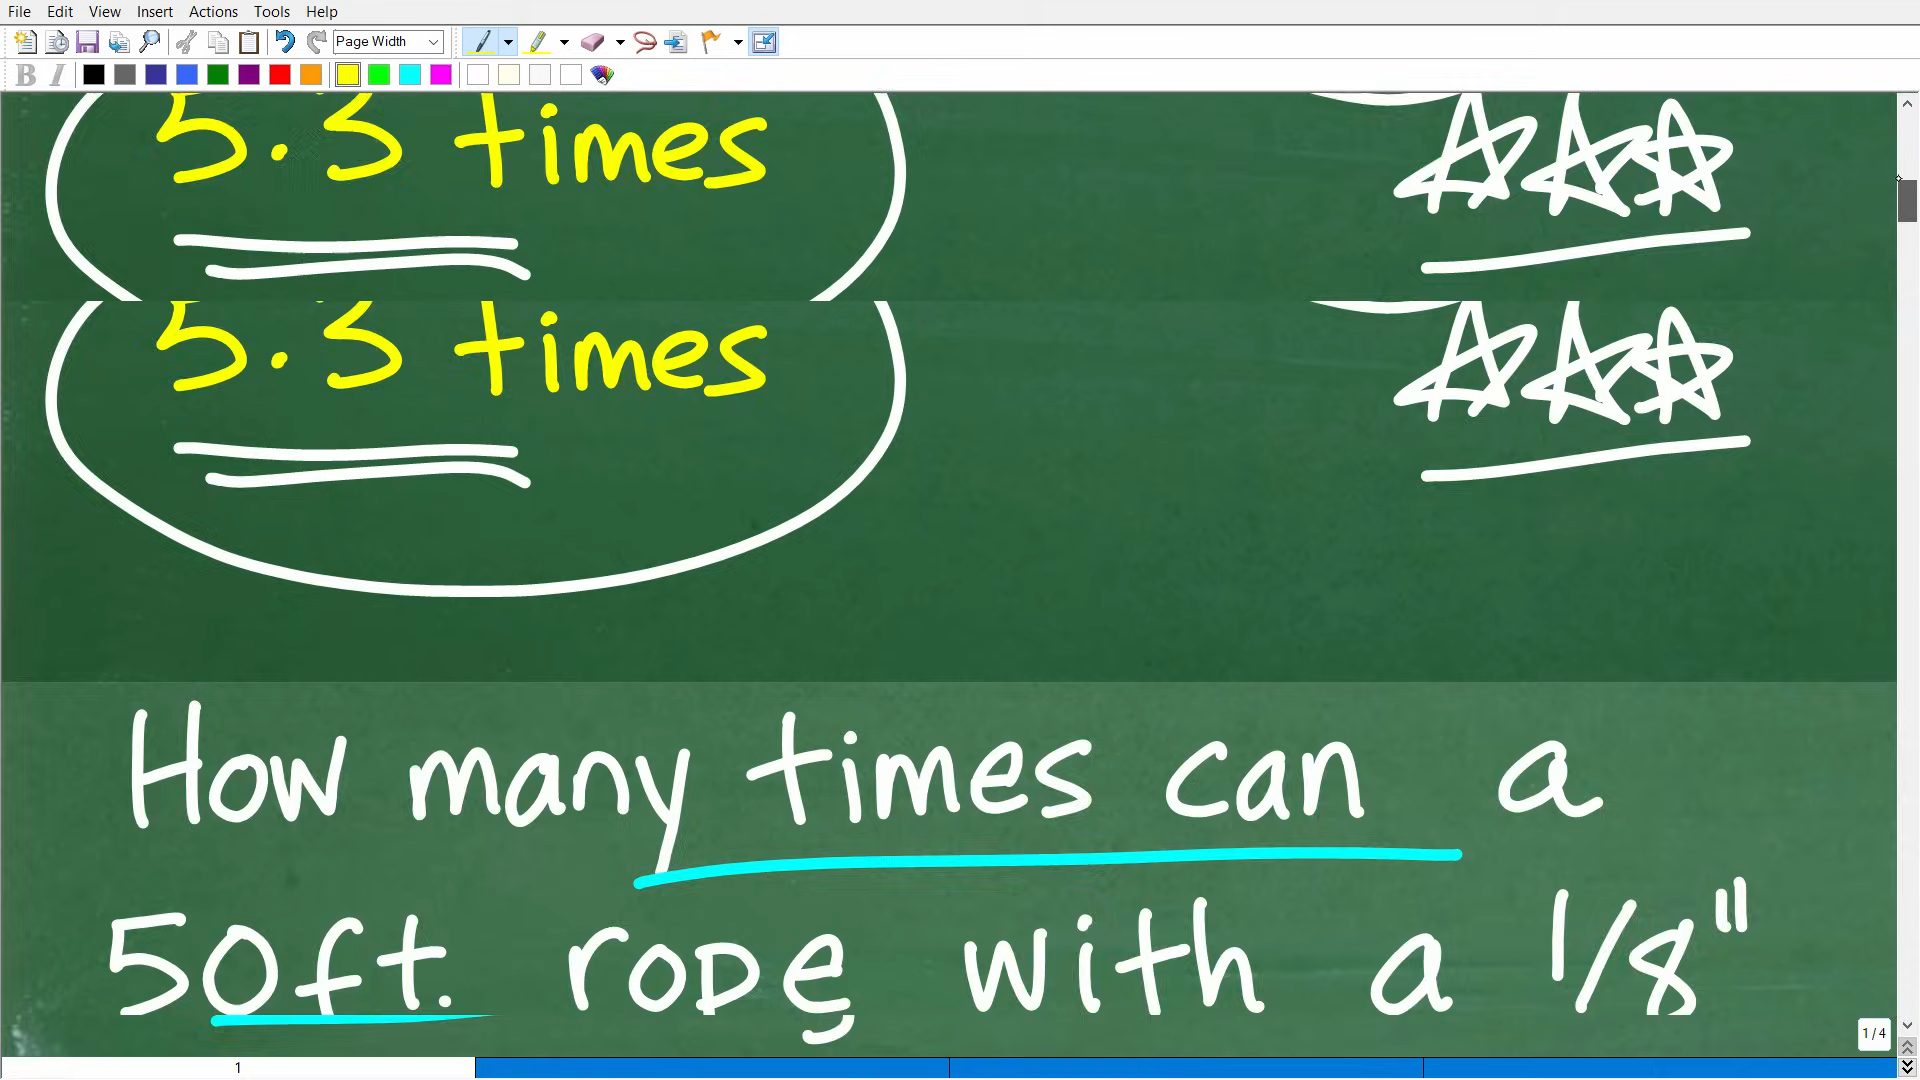 File Edit View Insert Actions Tools Help
Page Width
B I
5.3 times
5.3 times
How many times can a
50ft. rope with a 1/8"
1/4
1